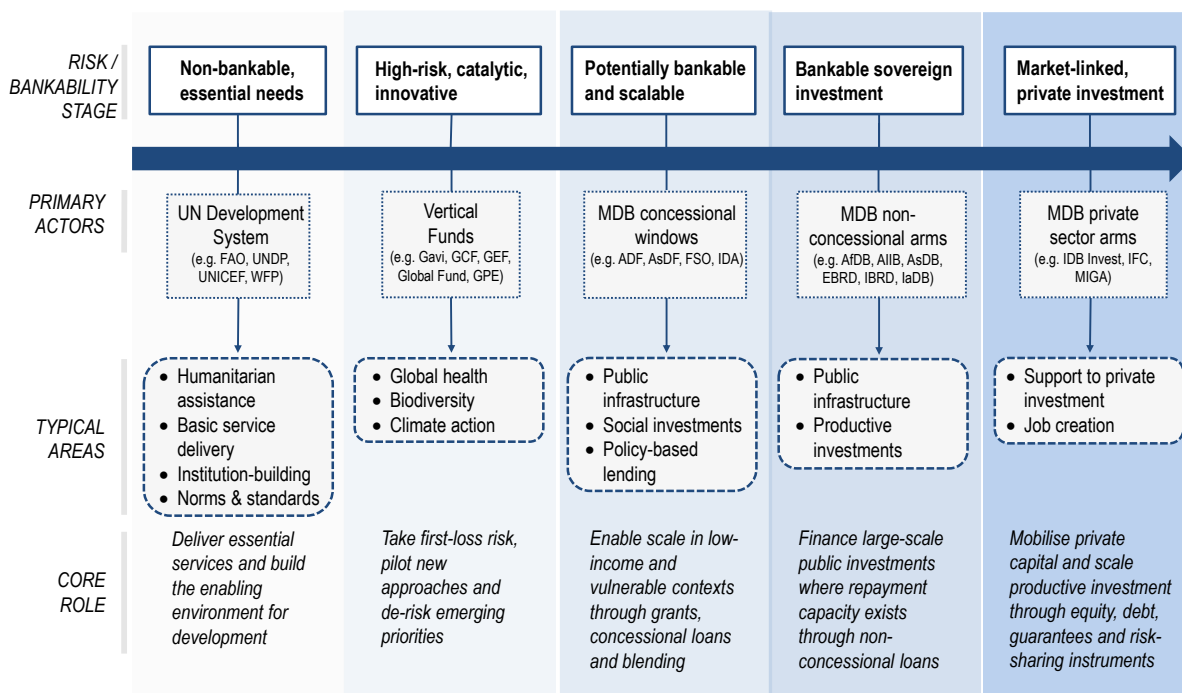 RISK /
BANKABILITY
STAGE
Non-bankable,
essential needs
High-risk, catalytic,
innovative
Potentially bankable
and scalable
Bankable sovereign
investment
Market-linked,
private investment
PRIMARY
ACTORS
UN Development
System
(e.g. FAO, UNDP,
UNICEF, WFP)
Vertical
Funds
(e.g. Gavi, GCF, GEF,
Global Fund, GPE)
MDB concessional
windows
(e.g. ADF, AsDF, FSO, IDA)
MDB non-
concessional arms
(e.g. AfDB, AIIB, AsDB,
EBRD, IBRD, IaDB)
MDB private
sector arms
(e.g. IDB Invest, IFC,
MIGA)
TYPICAL
AREAS
• Humanitarian
assistance
• Basic service
delivery
• Institution-building
• Norms & standards
• Global health
• Biodiversity
• Climate action
• Public
infrastructure
• Social investments
• Policy-based
lending
• Public
infrastructure
• Productive
investments
• Support to private
investment
• Job creation
CORE
ROLE
Deliver essential
services and build
the enabling
environment for
development
Take first-loss risk,
pilot new
approaches and
de-risk emerging
priorities
Enable scale in low-
income and
vulnerable contexts
through grants,
concessional loans
and blending
Finance large-scale
public investments
where repayment
capacity exists
through non-
concessional loans
Mobilise private
capital and scale
productive investment
through equity, debt,
guarantees and risk-
sharing instruments